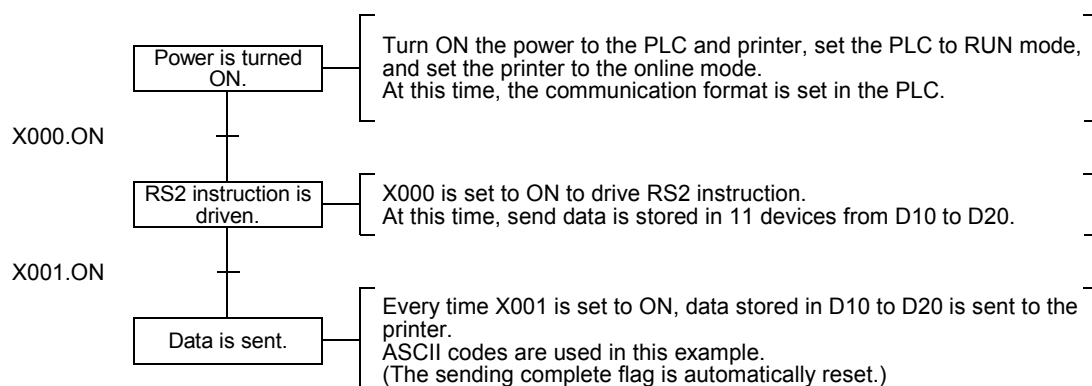 Power is turned
ON.
Turn ON the power to the PLC and printer, set the PLC to RUN mode,
and set the printer to the online mode.
At this time, the communication format is set in the PLC.
X000.ON
RS2 instruction is
driven.
X000 is set to ON to drive RS2 instruction.
At this time, send data is stored in 11 devices from D10 to D20.
X001.ON
Data is sent.
Every time X001 is set to ON, data stored in D10 to D20 is sent to the
printer.
ASCII codes are used in this example.
(The sending complete flag is automatically reset.)